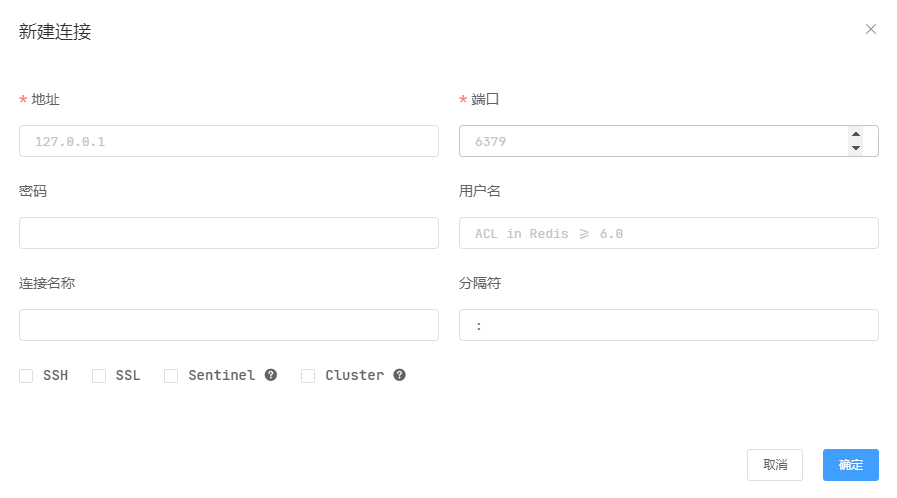 新建连接
* 地址
* 端口
127.0.0.1
6379
密码
用户名
ACL in Redis >= 6.0
连接名称
分隔符
:
SSH SSL Sentinel ? Cluster ?
取消 确定